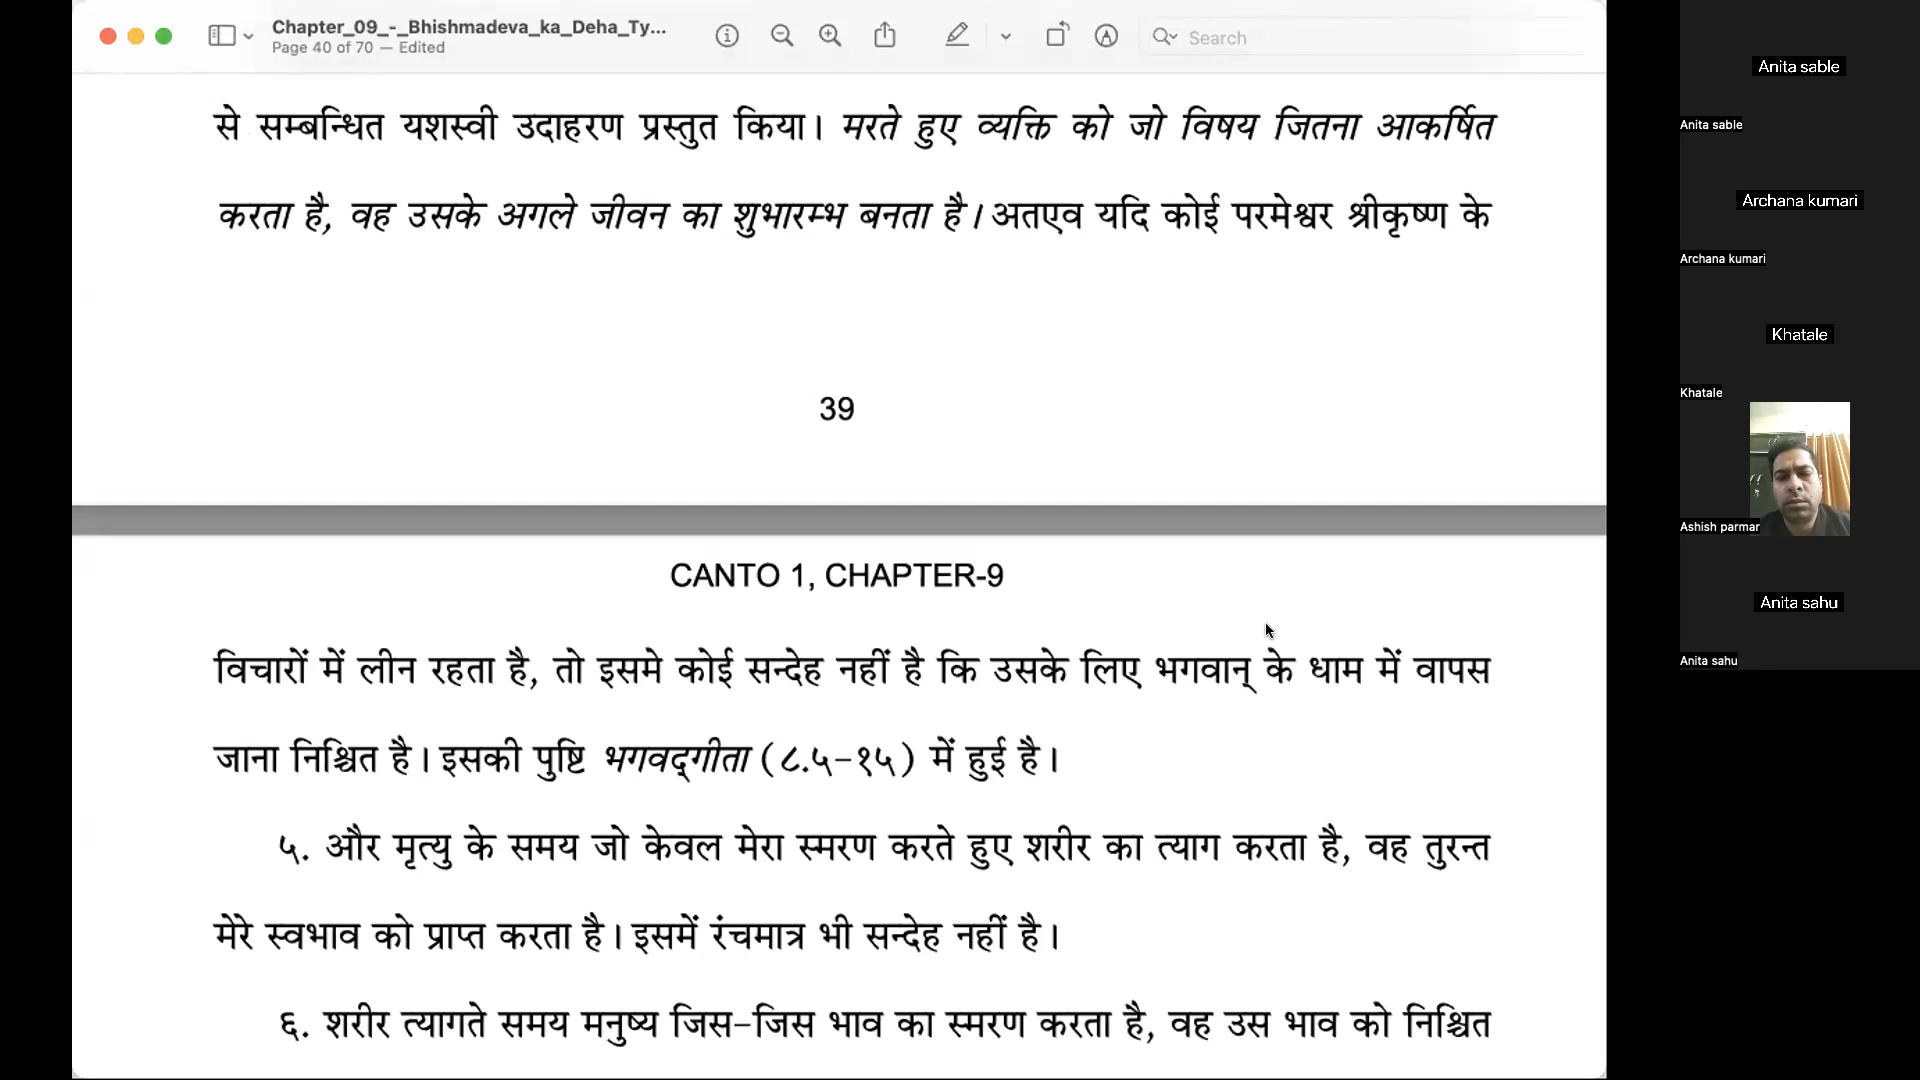 Chapter_09_-_Bhishmadeva_ka_Deha_Ty...
Page 40 of 70 — Edited
Search
से सम्बन्धित यशस्वी उदाहरण प्रस्तुत किया। मरते हुए व्यक्ति को जो विषय जितना आकर्षित
करता है, वह उसके अगले जीवन का शुभारम्भ बनता है। अतएव यदि कोई परमेश्वर श्रीकृष्ण के
39
CANTO 1, CHAPTER-9
विचारों में लीन रहता है, तो इसमे कोई सन्देह नहीं है कि उसके लिए भगवान् के धाम में वापस
जाना निश्चित है। इसकी पुष्टि भगवद्‌गीता (८.५-१५) में हुई है।
५. और मृत्यु के समय जो केवल मेरा स्मरण करते हुए शरीर का त्याग करता है, वह तुरन्त
मेरे स्वभाव को प्राप्त करता है। इसमें रंचमात्र भी सन्देह नहीं है।
६. शरीर त्यागते समय मनुष्य जिस-जिस भाव का स्मरण करता है, वह उस भाव को निश्चित
Anita sable
Anita sable
Archana kumari
Archana kumari
Khatale
Khatale
Ashish parmar
Anita sahu
Anita sahu